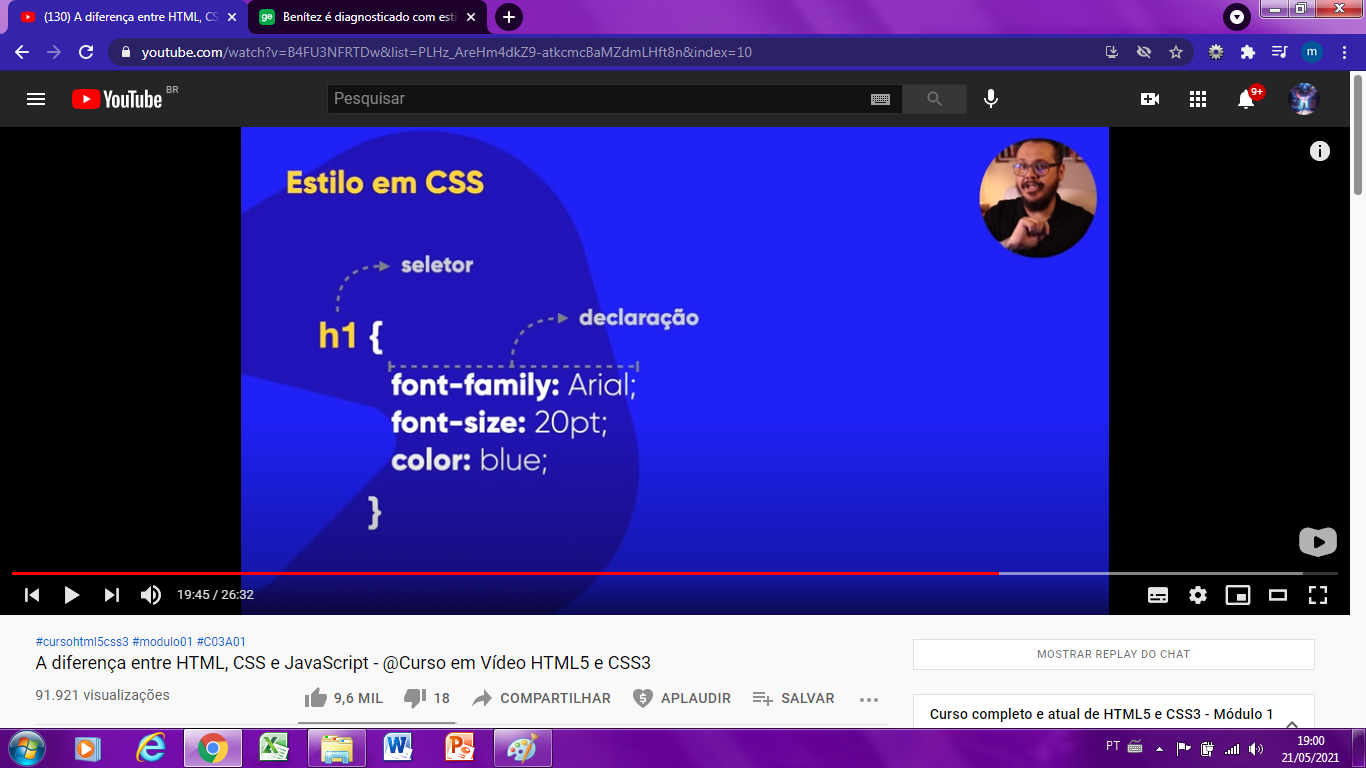 (130) A diferença entre HTML, CS
ge Benítez é diagnosticado com esti
youtube.com/watch?v=B4FU3NFRTDw&list=PLHz_AreHm4dkZ9-atkcmcBaMZdmLHft8n&index=10
m
YouTube BR
Pesquisar
9+
Estilo em CSS
seletor
declaração
h1 {
font-family: Arial;
font-size: 20pt;
color: blue;
}
19:45 / 26:32
#cursohtml5css3 #modulo01 #C03A01
A diferença entre HTML, CSS e JavaScript - @Curso em Vídeo HTML5 e CSS3
91.921 visualizações
9,6 MIL
18
COMPARTILHAR
APLAUDIR
SALVAR
MOSTRAR REPLAY DO CHAT
Curso completo e atual de HTML5 e CSS3 - Módulo 1
PT
19:00
21/05/2021